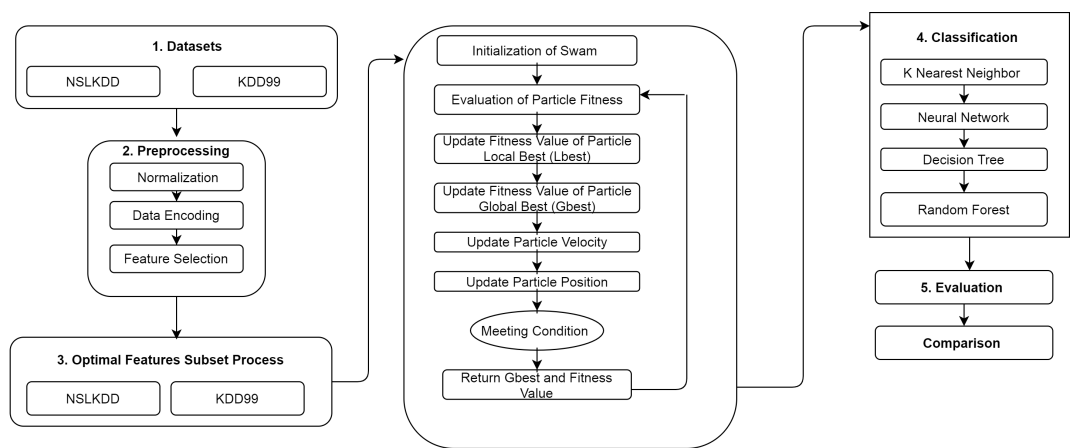 1. Datasets
NSLKDD
KDD99
2. Preprocessing
Normalization
Data Encoding
Feature Selection
3. Optimal Features Subset Process
NSLKDD
KDD99
Initialization of Swam
Evaluation of Particle Fitness
Update Fitness Value of Particle
Local Best (Lbest)
Update Fitness Value of Particle
Global Best (Gbest)
Update Particle Velocity
Update Particle Position
Meeting Condition
Return Gbest and Fitness
Value
4. Classification
K Nearest Neighbor
Neural Network
Decision Tree
Random Forest
5. Evaluation
Comparison